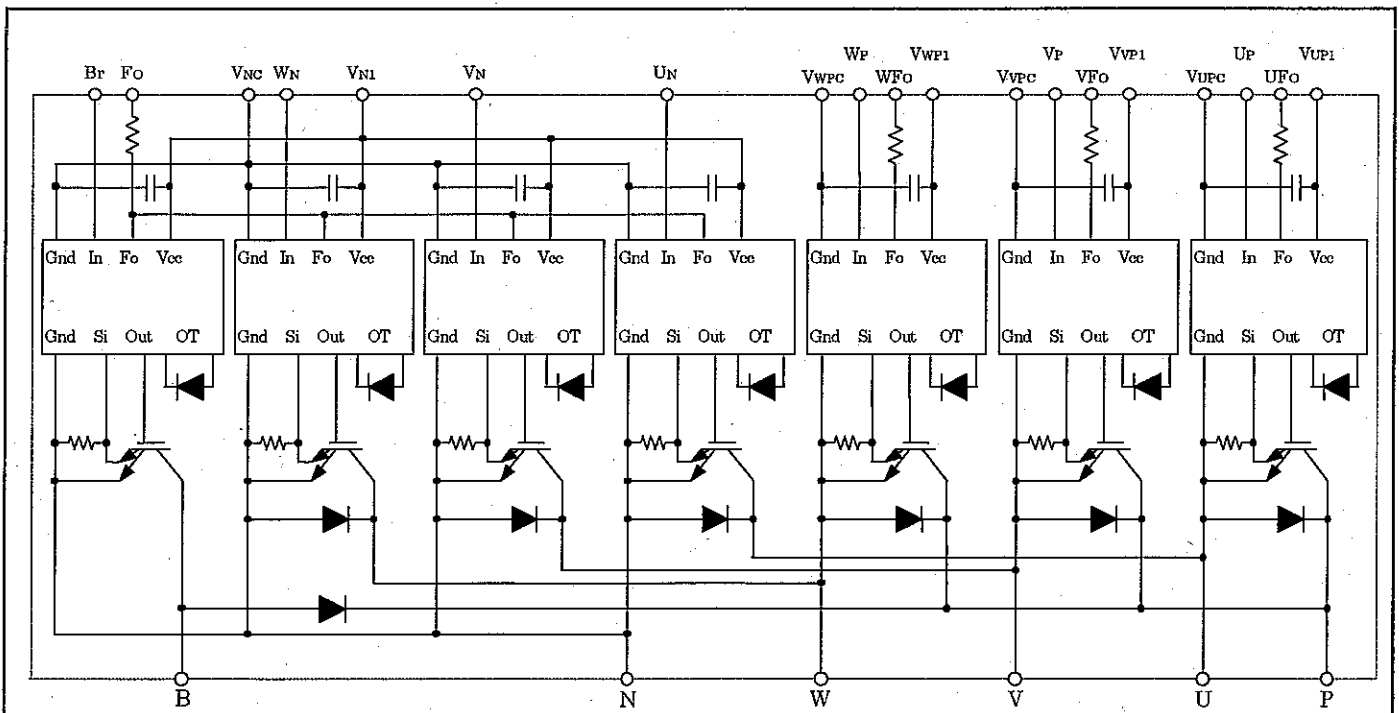 WP VWP1 VP VVP1 UP VUP1
Br FO VNC WN VN1 VN UN VWPC WFO VVPC VFO VUPC UFO
Gnd In Fo Vcc Gnd In Fo Vcc Gnd In Fo Vcc Gnd In Fo Vcc Gnd In Fo Vcc Gnd In Fo Vcc Gnd In Fo Vcc
Gnd Si Out OT Gnd Si Out OT Gnd Si Out OT Gnd Si Out OT Gnd Si Out OT Gnd Si Out OT Gnd Si Out OT
B N W V U P